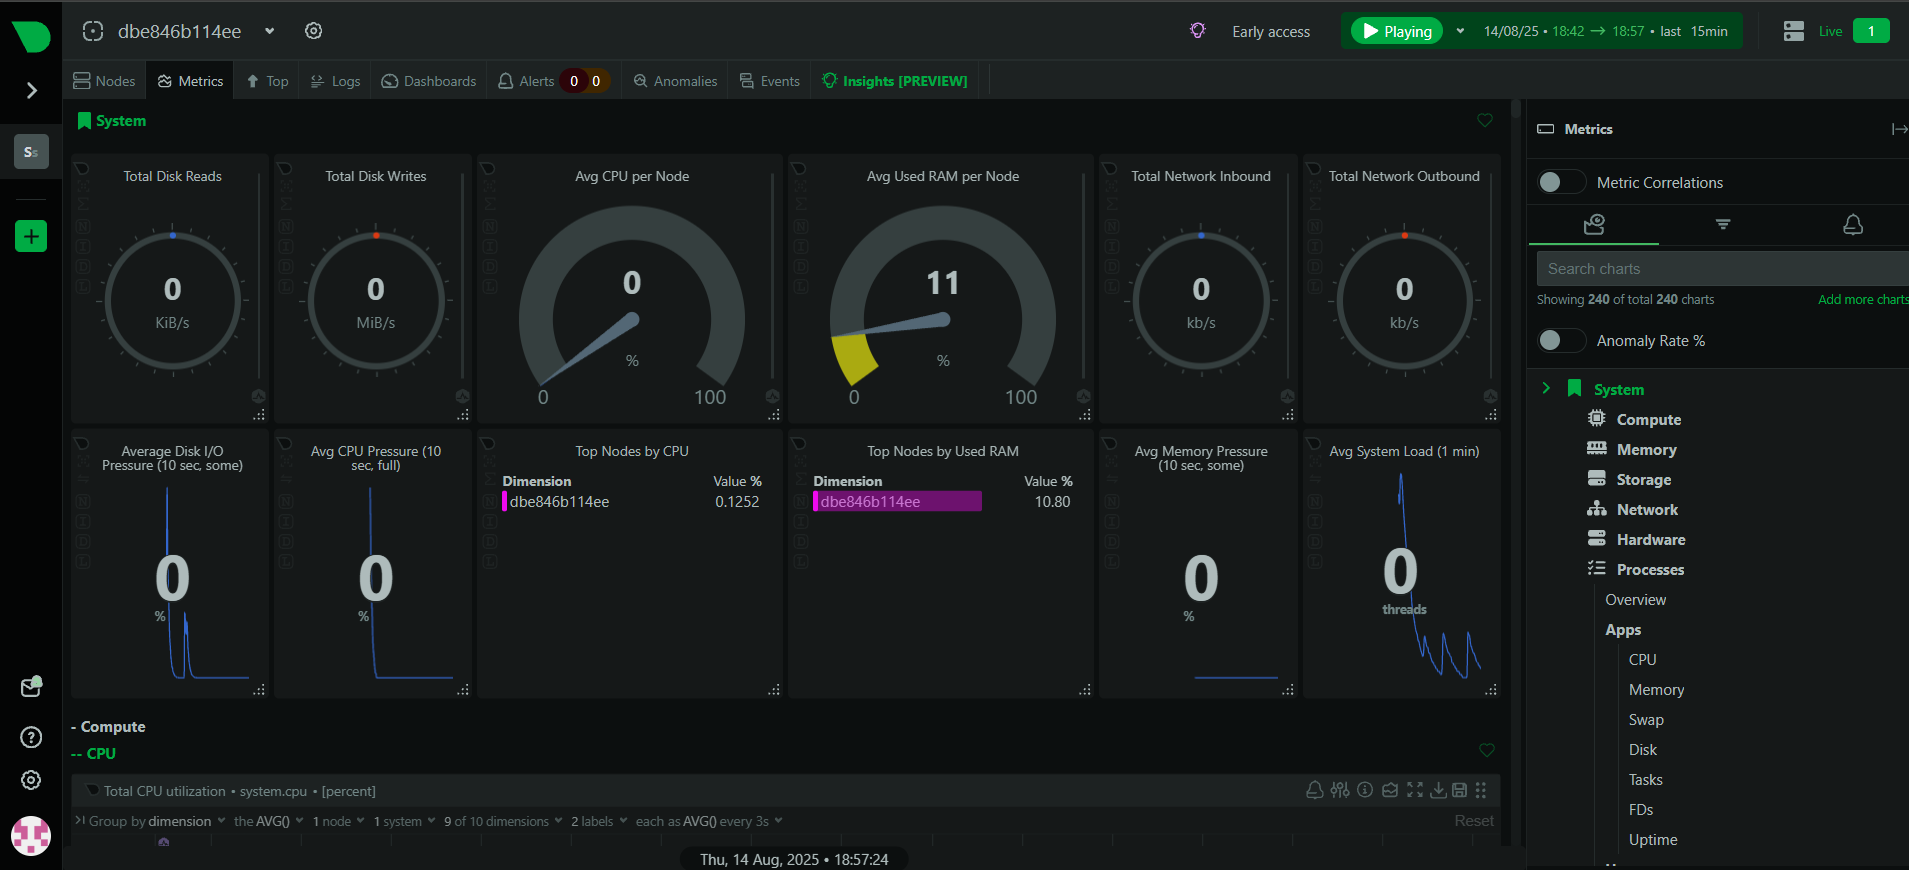 dbe846b114ee
Early access
Playing
14/08/25 • 18:42 → 18:57 • last 15min
Live
1
Nodes
Metrics
Top
Logs
Dashboards
Alerts 0 0
Anomalies
Events
Insights [PREVIEW]
Ss
System
Total Disk Reads
0
KiB/s
Total Disk Writes
0
MiB/s
Avg CPU per Node
0
%
0 100
Avg Used RAM per Node
11
%
0 100
Total Network Inbound
0
kb/s
Total Network Outbound
0
kb/s
Average Disk I/O
Pressure (10 sec, some)
0
%
Avg CPU Pressure (10
sec, full)
0
%
Top Nodes by CPU
Dimension Value %
dbe846b114ee 0.1252
Top Nodes by Used RAM
Dimension Value %
dbe846b114ee 10.80
Avg Memory Pressure
(10 sec, some)
0
%
Avg System Load (1 min)
0
threads
- Compute
-- CPU
Total CPU utilization • system.cpu • [percent]
Group by dimension the AVG() 1 node 1 system 9 of 10 dimensions 2 labels each as AVG() every 3s Reset
Thu, 14 Aug, 2025 • 18:57:24
Metrics
Metric Correlations
Search charts
Showing 240 of total 240 charts Add more charts
Anomaly Rate %
System
Compute
Memory
Storage
Network
Hardware
Processes
Overview
Apps
CPU
Memory
Swap
Disk
Tasks
FDs
Uptime